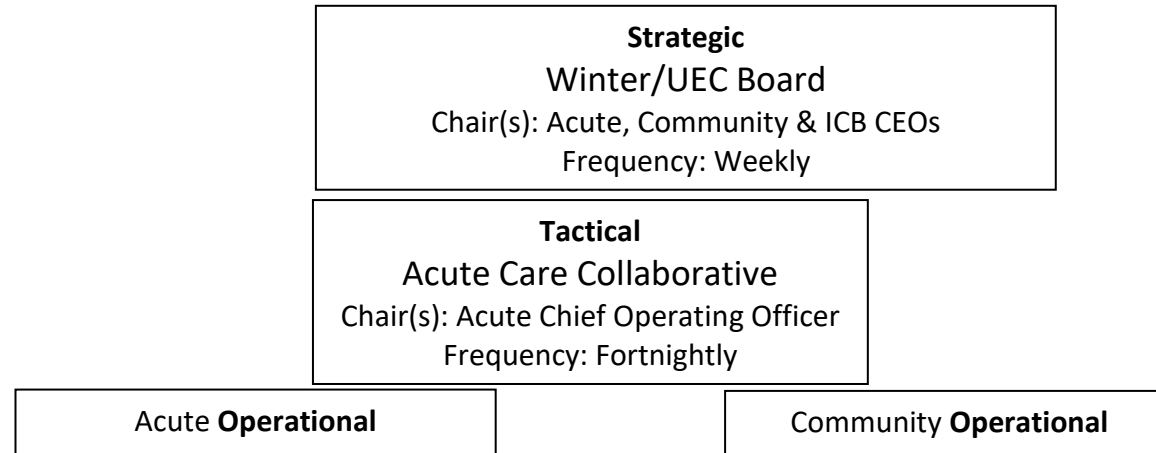 Strategic
Winter/UEC Board
Chair(s): Acute, Community & ICB CEOs
Frequency: Weekly
Tactical
Acute Care Collaborative
Chair(s): Acute Chief Operating Officer
Frequency: Fortnightly
Acute Operational
Community Operational